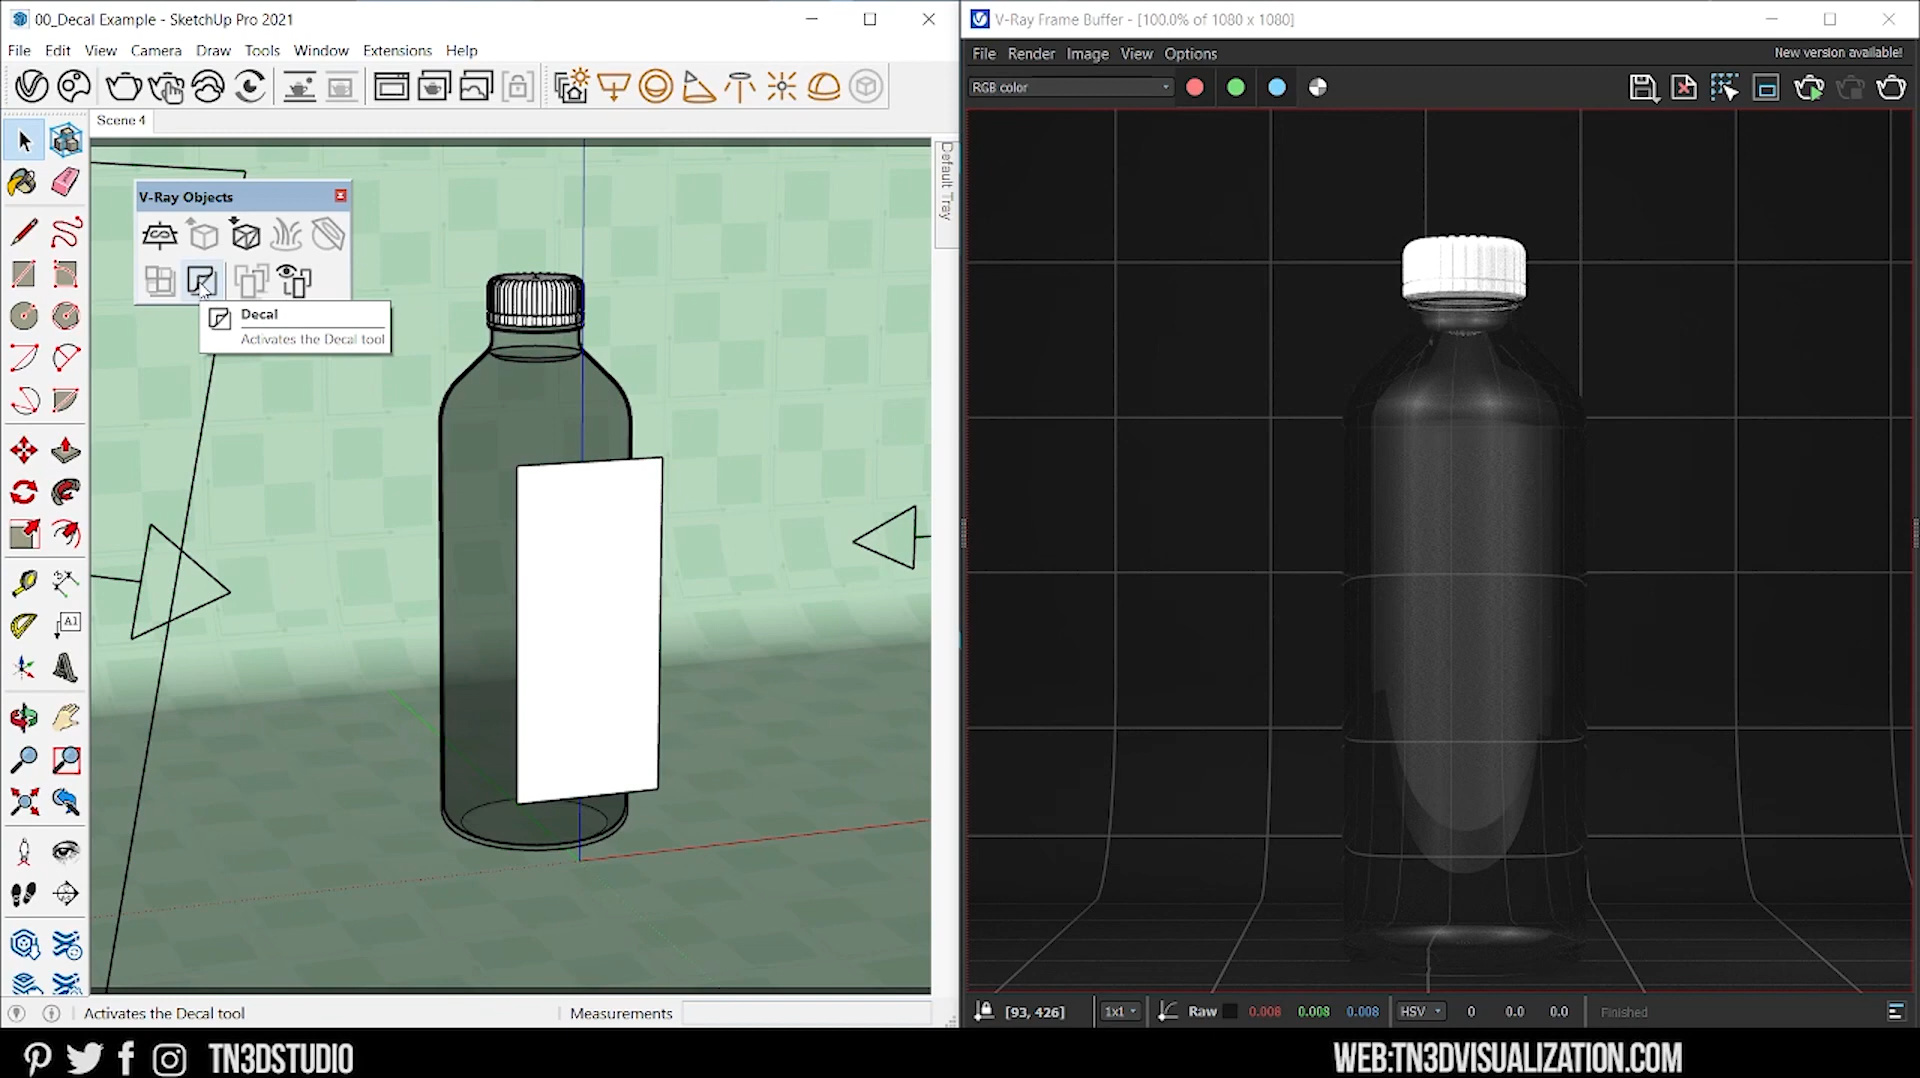 00_Decal Example - SketchUp Pro 2021
File Edit View Camera Draw Tools Window Extensions Help
Scene 4
V-Ray Objects
Decal
Activates the Decal tool
Default Tray
A1
Activates the Decal tool
Measurements
V-Ray Frame Buffer - [100.0% of 1080 x 1080]
File Render Image View Options
New version available!
RGB color
[93, 426]
1x1
Raw
0.008 0.008 0.008
HSV
0 0.0 0.0
Finished
TN3DSTUDIO
WEB:TN3DVISUALIZATION.COM